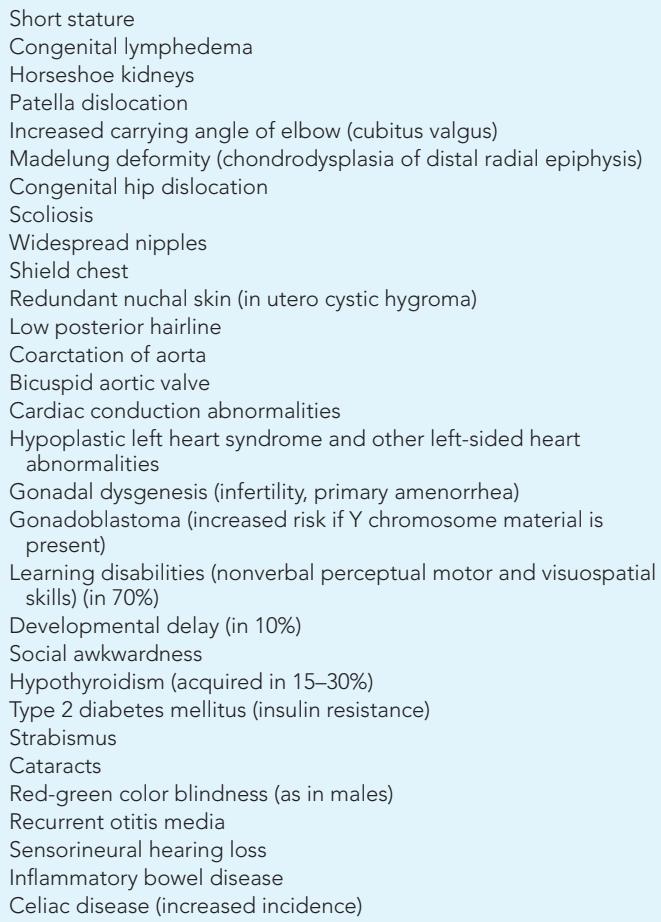 Short stature
Congenital lymphedema
Horseshoe kidneys
Patella dislocation
Increased carrying angle of elbow (cubitus valgus)
Madelung deformity (chondrodysplasia of distal radial epiphysis)
Congenital hip dislocation
Scoliosis
Widespread nipples
Shield chest
Redundant nuchal skin (in utero cystic hygroma)
Low posterior hairline
Coarctation of aorta
Bicuspid aortic valve
Cardiac conduction abnormalities
Hypoplastic left heart syndrome and other left-sided heart
abnormalities
Gonadal dysgenesis (infertility, primary amenorrhea)
Gonadoblastoma (increased risk if Y chromosome material is
present)
Learning disabilities (nonverbal perceptual motor and visuospatial
skills) (in 70%)
Developmental delay (in 10%)
Social awkwardness
Hypothyroidism (acquired in 15–30%)
Type 2 diabetes mellitus (insulin resistance)
Strabismus
Cataracts
Red-green color blindness (as in males)
Recurrent otitis media
Sensorineural hearing loss
Inflammatory bowel disease
Celiac disease (increased incidence)